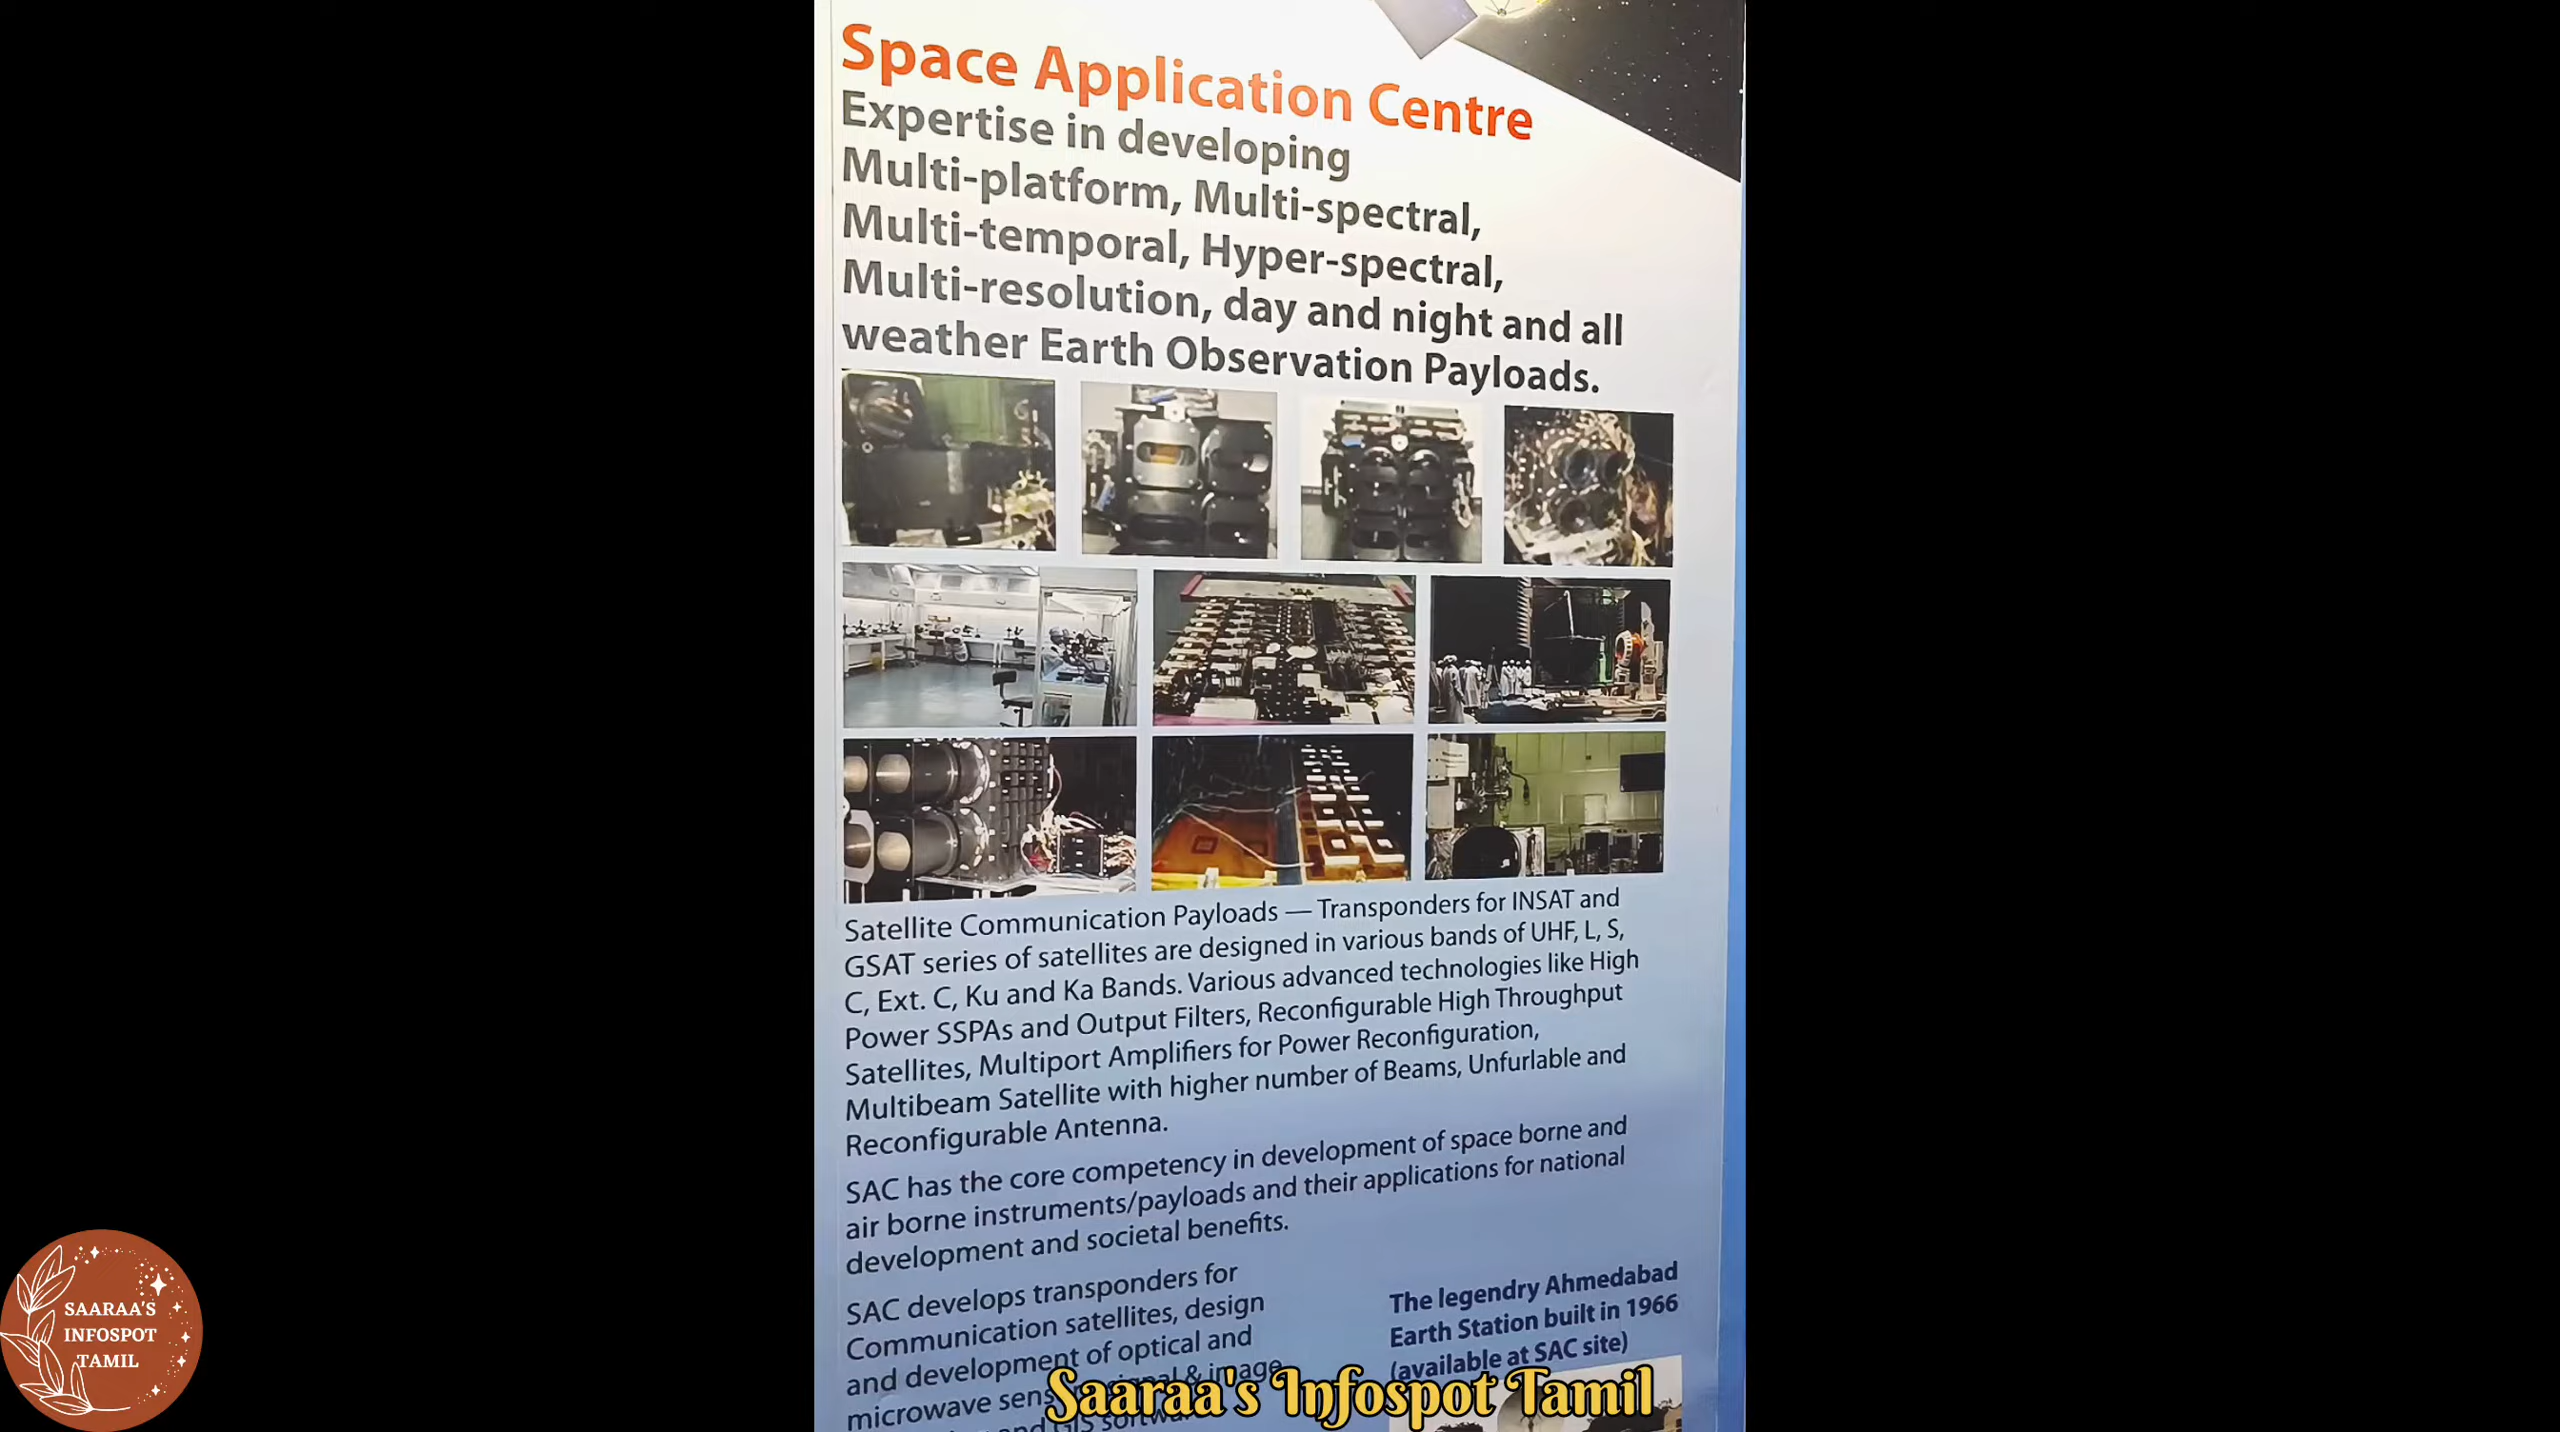 Space Application Centre
Expertise in developing
Multi-platform, Multi-spectral,
Multi-temporal, Hyper-spectral,
Multi-resolution, day and night and all
weather Earth Observation Payloads.
Satellite Communication Payloads — Transponders for INSAT and
GSAT series of satellites are designed in various bands of UHF, L, S,
C, Ext. C, Ku and Ka Bands. Various advanced technologies like High
Power SSPAs and Output Filters, Reconfigurable High Throughput
Satellites, Multiport Amplifiers for Power Reconfiguration,
Multibeam Satellite with higher number of Beams, Unfurlable and
Reconfigurable Antenna.
SAC has the core competency in development of space borne and
air borne instruments/payloads and their applications for national
development and societal benefits.
SAC develops transponders for
Communication satellites, design
and development of optical and
microwave & image
The legendry Ahmedabad
Earth Station built in 1966
(available at SAC site)
Saaraa's Infospot Tamil
SAARAA'S
INFOSPOT
TAMIL